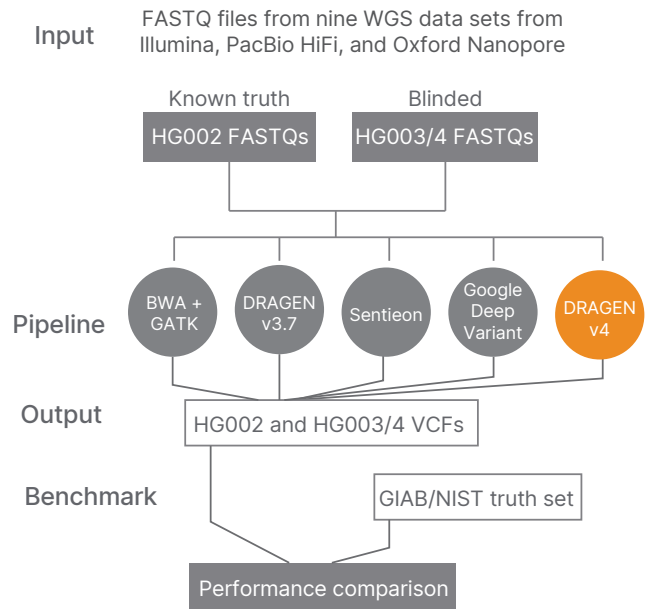 Input
FASTQ files from nine WGS data sets from
Illumina, PacBio HiFi, and Oxford Nanopore
Known truth
Blinded
HG002 FASTQs
HG003/4 FASTQs
Pipeline
BWA +
GATK
DRAGEN
v3.7
Sentieon
Google
Deep
Variant
DRAGEN
v4
Output
HG002 and HG003/4 VCFs
Benchmark
GIAB/NIST truth set
Performance comparison